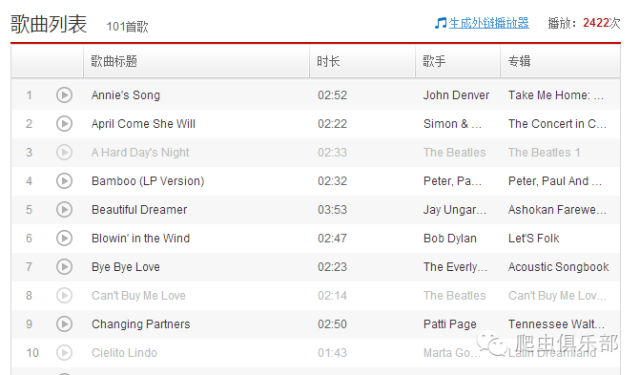 歌曲列表 101首歌 生成外链播放器 播放：2422次
歌曲标题 时长 歌手 专辑
1 Annie's Song 02:52 John Denver Take Me Home: ...
2 April Come She Will 02:22 Simon & ... The Concert in C...
3 A Hard Day's Night 02:33 The Beatles The Beatles 1
4 Bamboo (LP Version) 02:32 Peter, Pa... Peter, Paul And ...
5 Beautiful Dreamer 03:53 Jay Ungar... Ashokan Farewe...
6 Blowin' in the Wind 02:47 Bob Dylan Let'S Folk
7 Bye Bye Love 02:23 The Everly... Acoustic Songbook
8 Can't Buy Me Love 02:14 The Beatles Can't Buy Me Lov...
9 Changing Partners 02:50 Patti Page Tennessee Walt...
10 Cielito Lindo 01:43 Marta Go... Latin Dreamland
爬虫俱乐部